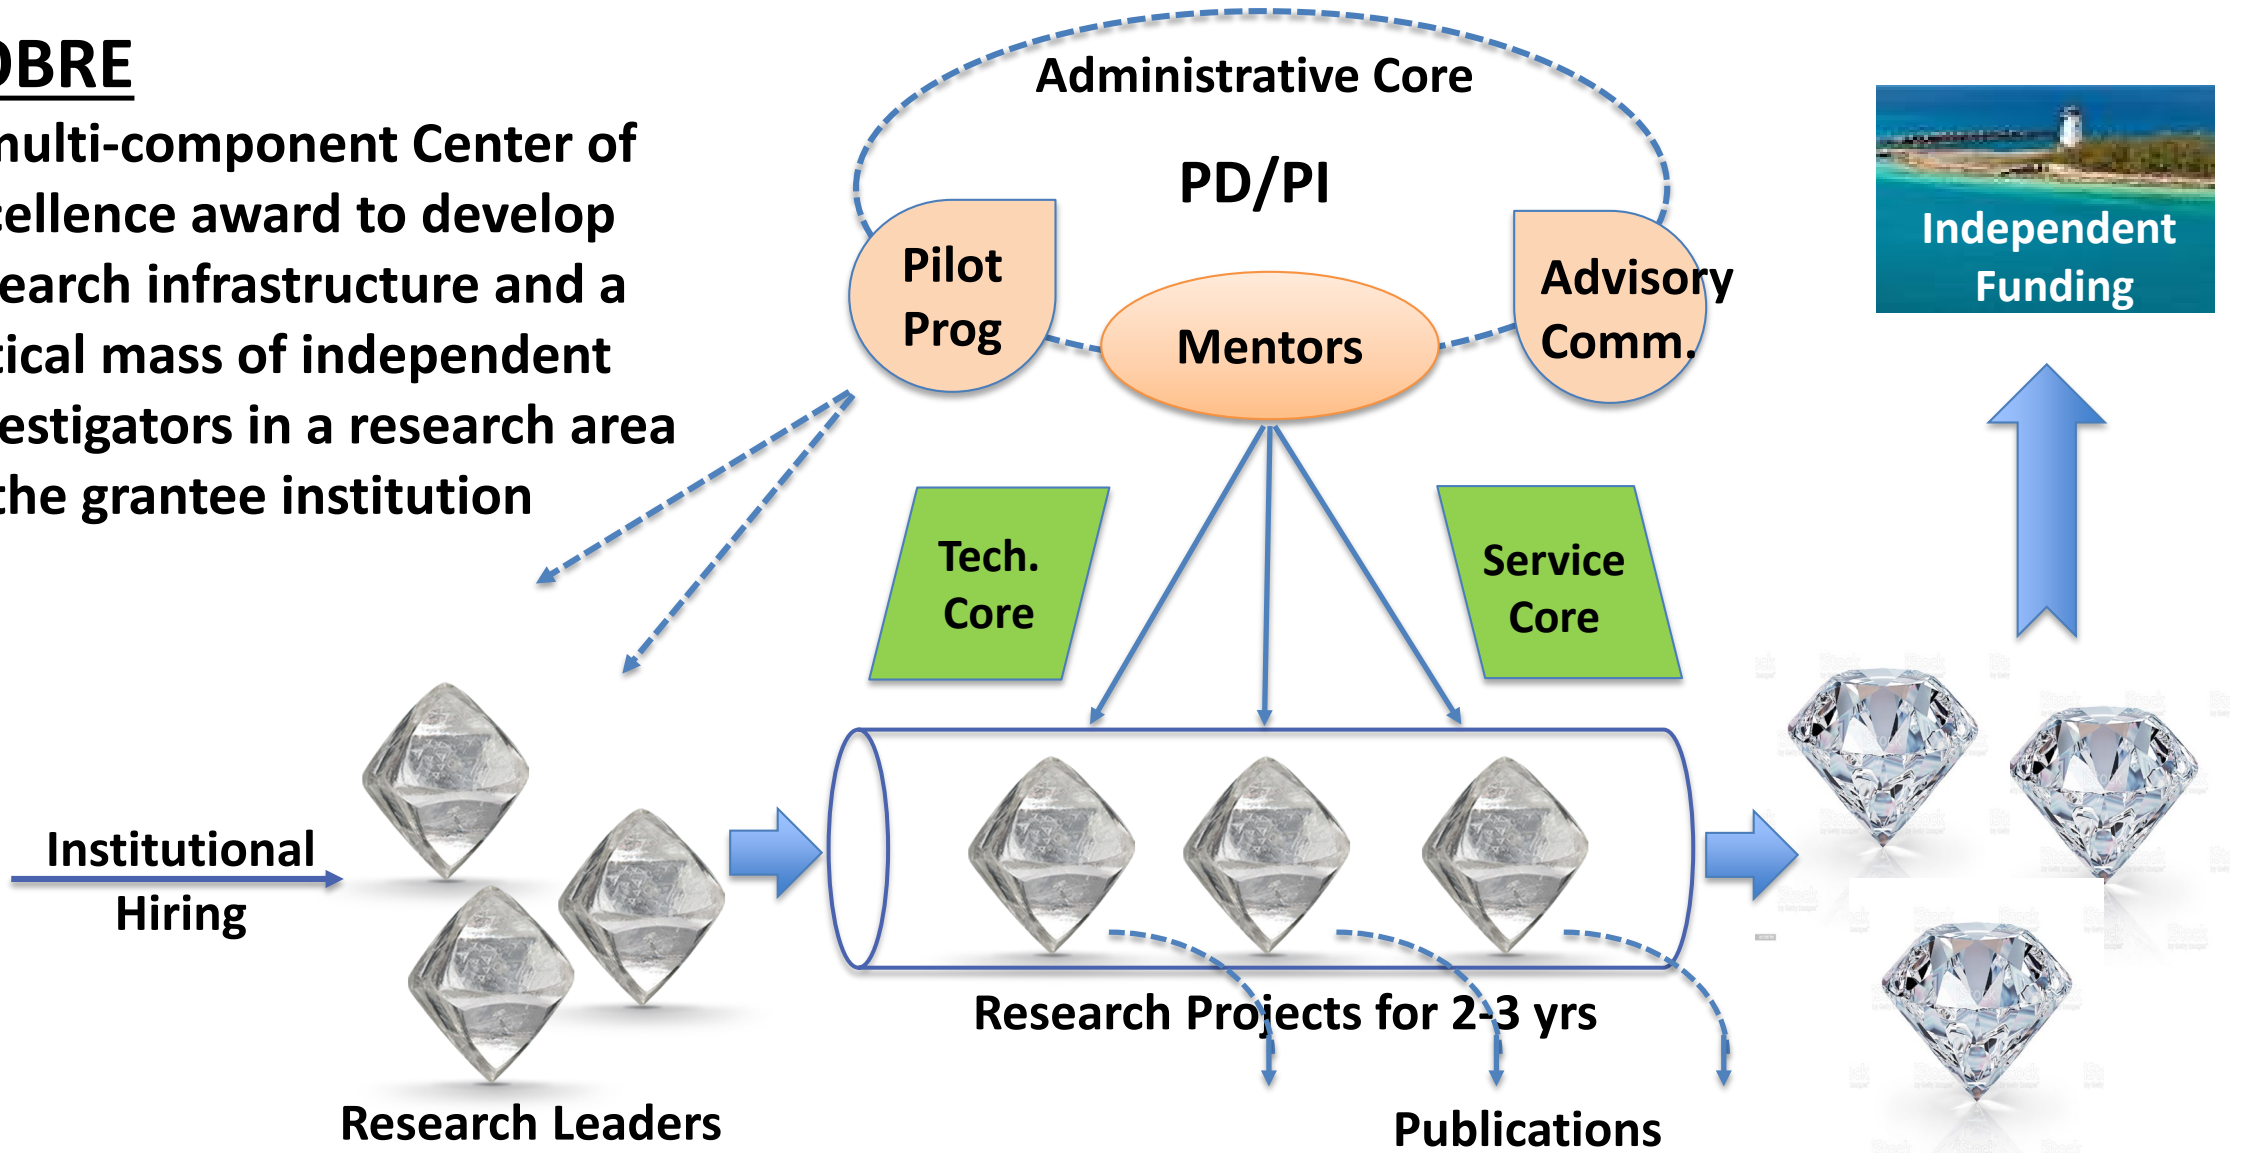 OBRE
multi-component Center of
cellence award to develop
earch infrastructure and a
tical mass of independent
estigators in a research area
the grantee institution
Administrative Core
PD/PI
Pilot
Prog
Mentors
Advisory
Comm.
Independent
Funding
Tech.
Core
Service
Core
Institutional
Hiring
Research Leaders
Research Projects for 2-3 yrs
Publications